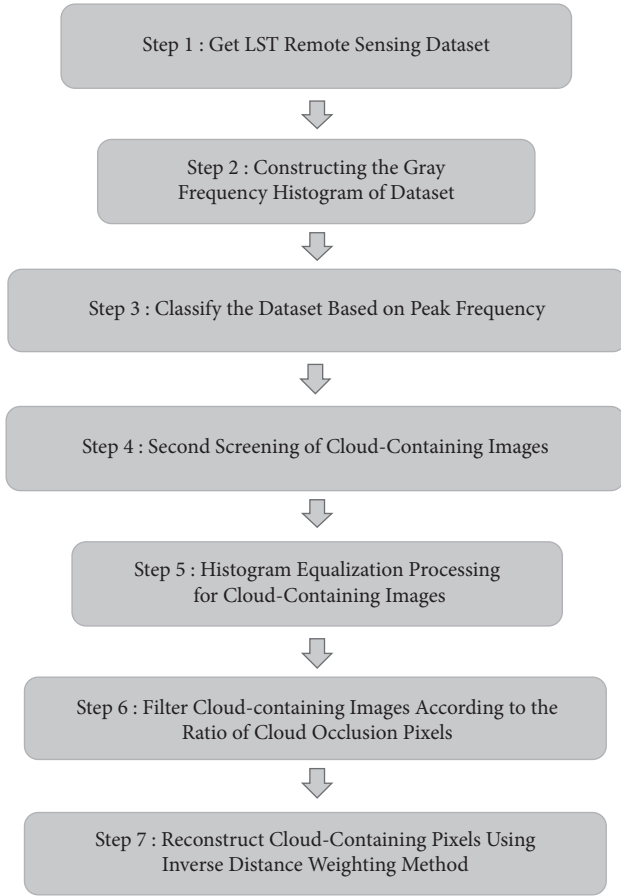 Step 1 : Get LST Remote Sensing Dataset
Step 2 : Constructing the Gray
Frequency Histogram of Dataset
Step 3 : Classify the Dataset Based on Peak Frequency
Step 4 : Second Screening of Cloud-Containing Images
Step 5 : Histogram Equalization Processing
for Cloud-Containing Images
Step 6 : Filter Cloud-containing Images According to the
Ratio of Cloud Occlusion Pixels
Step 7 : Reconstruct Cloud-Containing Pixels Using
Inverse Distance Weighting Method